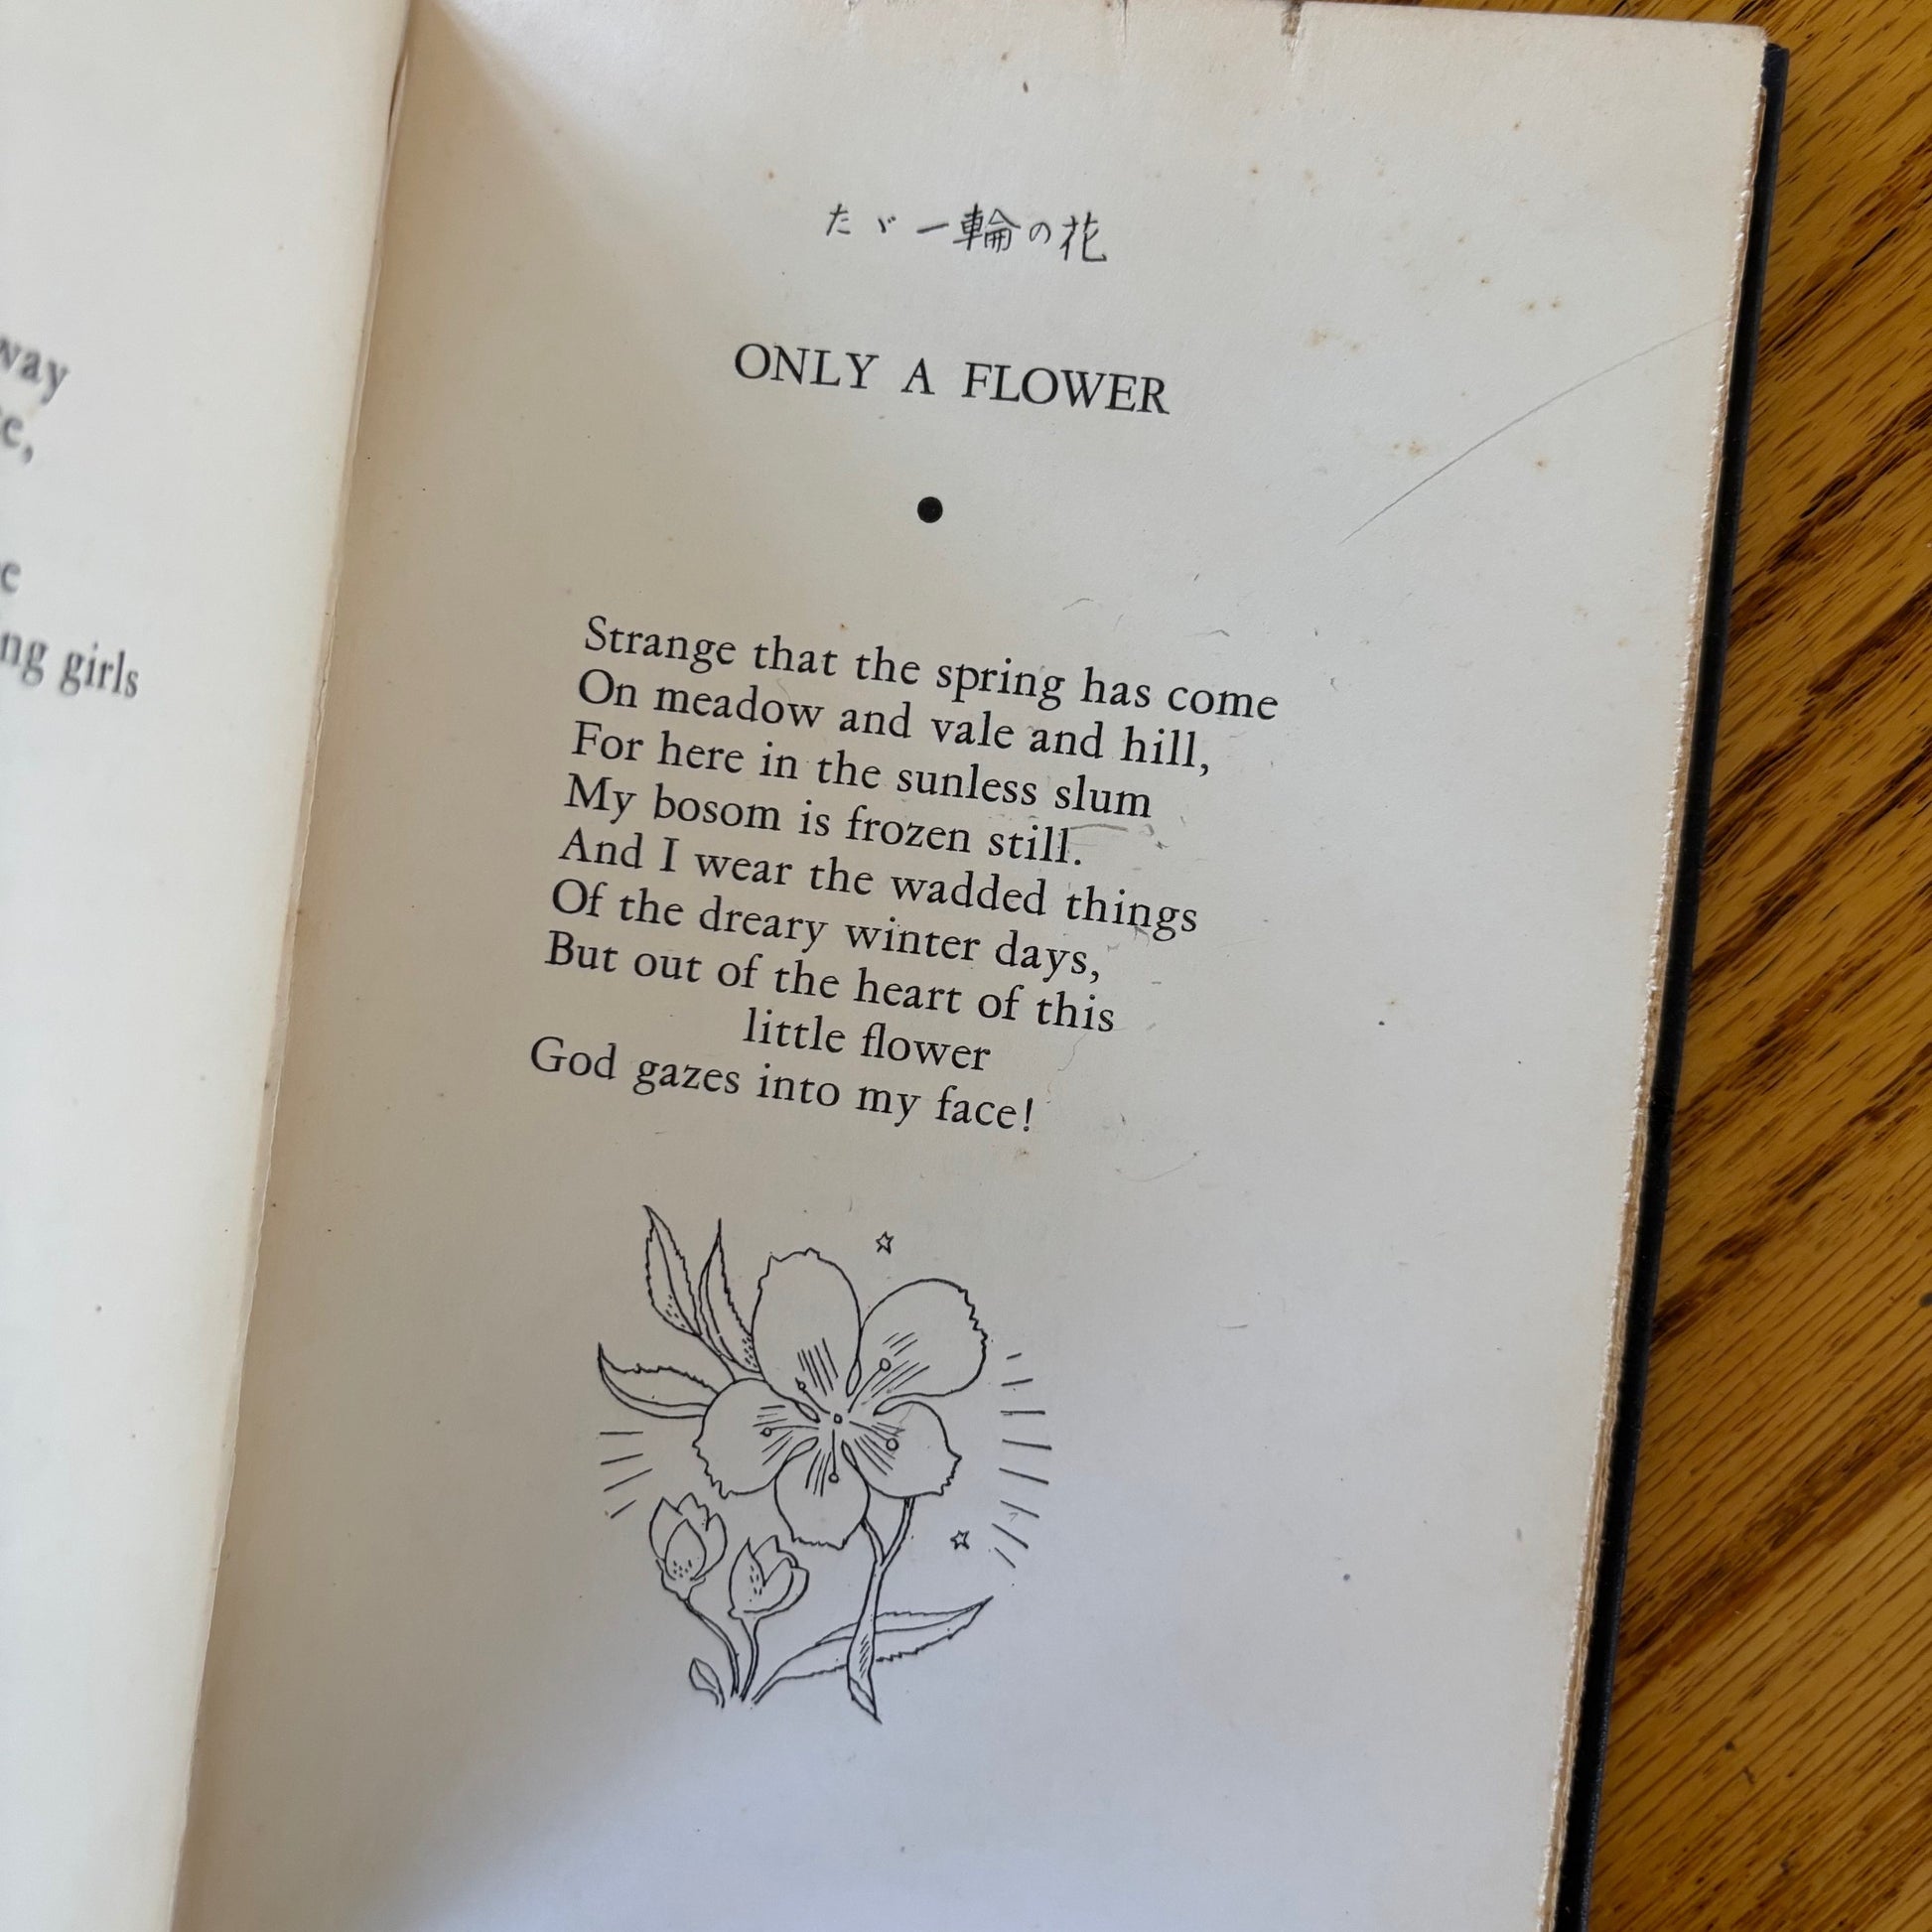 way
ng girls
たゞ一輪の花
ONLY A FLOWER
Strange that the spring has come
On meadow and vale and hill,
For here in the sunless slum
My bosom is frozen still.
And I wear the wadded things
Of the dreary winter days,
But out of the heart of this
little flower
God gazes into my face!